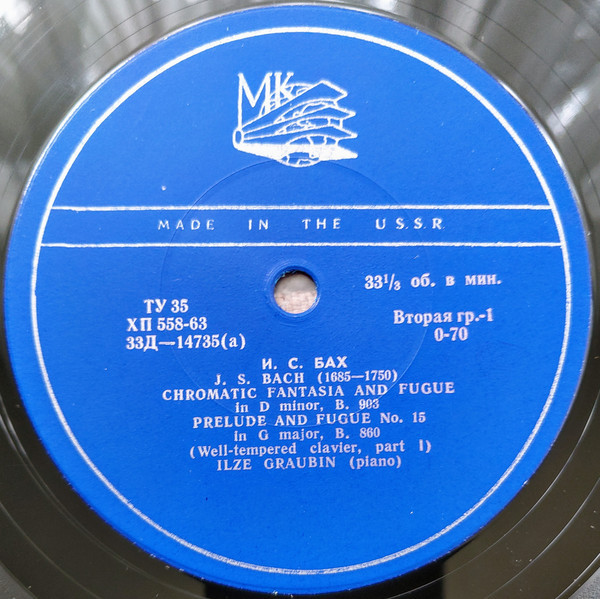 МК
MADE IN THE U.S.S.R.
33⅓ об. в мин.
ТУ 35
ХП 558-63
33Д—14735(а)
Вторая гр.-1
0-70
И. С. БАХ
J. S. BACH (1685—1750)
CHROMATIC FANTASIA AND FUGUE
in D minor, B. 903
PRELUDE AND FUGUE No. 15
in G major, B. 860
(Well-tempered clavier, part I)
ILZE GRAUBIN (piano)